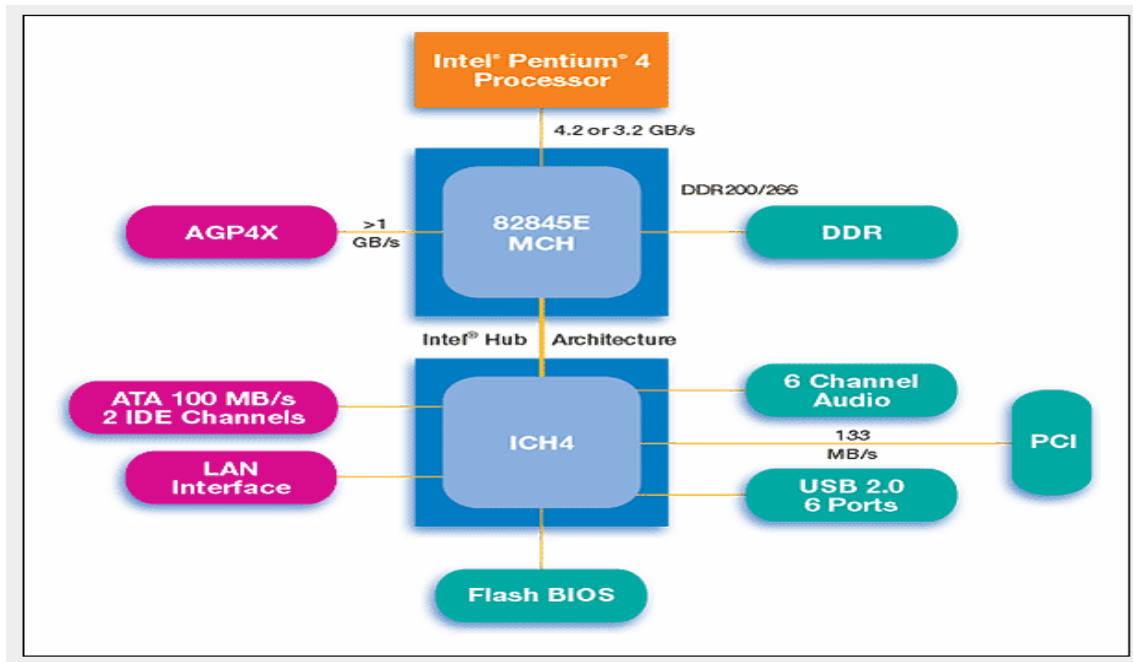 Intel® Pentium® 4
Processor
4.2 or 3.2 GB/s
DDR200/266
AGP4X
>1
GB/s
82845E
MCH
DDR
Intel® Hub Architecture
ATA 100 MB/s
2 IDE Channels
6 Channel
Audio
ICH4
133
MB/s
PCI
LAN
Interface
USB 2.0
6 Ports
Flash BIOS